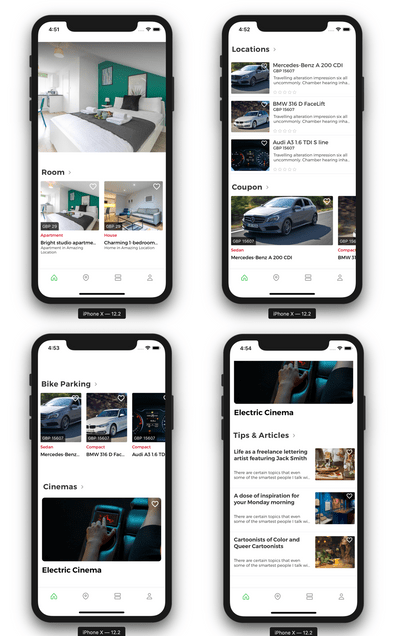 4:51
Room
GBP 20
GBP 29
Apartment
House
Bright studio apartme...
Charming 1-bedroom...
Geometry in Amazing
Home in Amazing Location
Location
iPhone X — 12.2
4:52
Locations
Mercedes-Benz A 200 CDI
GBP 15607
Travelling alteration impression six all
uncommonly. Chamber hearing inha...
BMW 316 D FaceLift
GBP 15607
Travelling alteration impression six all
uncommonly. Chamber hearing inha...
Audi A3 1.6 TDI S line
GBP 15607
Travelling alteration impression six all
uncommonly. Chamber hearing inha...
Coupon
GBP 15607
GBP 15
Sedan
Compact
Mercedes-Benz A 200 CDI
BMW 31
iPhone X — 12.2
4:53
Bike Parking
GBP 15607
GBP 15607
GBP 15607
Sedan
Compact
Compact
Mercedes-Benz...
BMW 316 D Fac...
Audi A3 1.6 TD
Cinemas
Electric Cinema
iPhone X — 12.2
4:54
Electric Cinema
Tips & Articles
Life as a freelance lettering
artist featuring Jack Smith
There are certain topics that even
some of the smartest people I talk wi...
A dose of inspiration for
your Monday morning
There are certain topics that even
some of the smartest people I talk wi...
Cartoonists of Color and
Queer Cartoonists
There are certain topics that even
some of the smartest people I talk wi...
iPhone X — 12.2